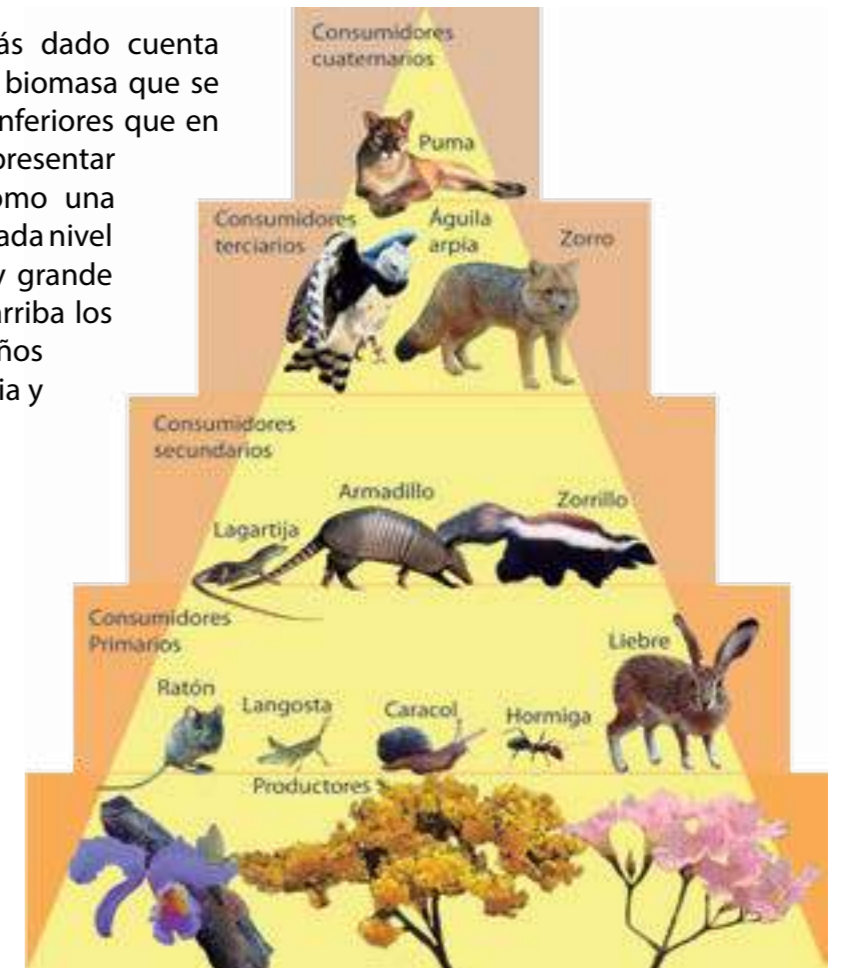 ás dado cuenta
biomasa que se
nferiores que en
presentar
omo una
ada nivel
y grande
arriba los
ños
ia y
Consumidores
cuaternarios
Puma
Consumidores
terciarios
Águila
arpía
Zorro
Consumidores
secundarios
Armadillo
Zorrillo
Lagartija
Consumidores
Primarios
Liebre
Ratón
Langosta
Caracol
Hormiga
Productores